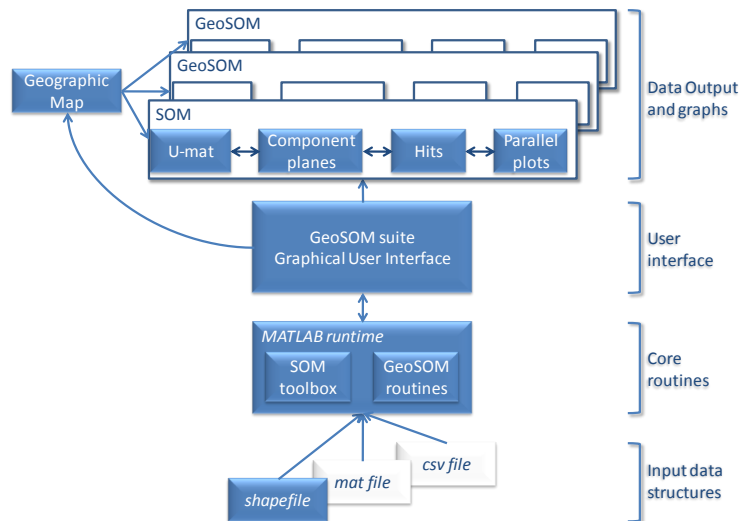 GeoSOM
GeoSOM
Geographic
Map
SOM
U-mat
Component
planes
Hits
Parallel
plots
Data Output
and graphs
GeoSOM suite
Graphical User Interface
User
interface
MATLAB runtime
SOM
toolbox
GeoSOM
routines
Core
routines
shapefile
mat file
csv file
Input data
structures